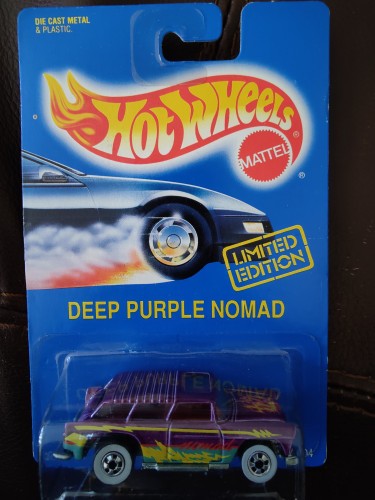 DIE CAST METAL
& PLASTIC.
HOT WHEELS
®
MATTEL
®
LIMITED
EDITION
DEEP PURPLE NOMAD